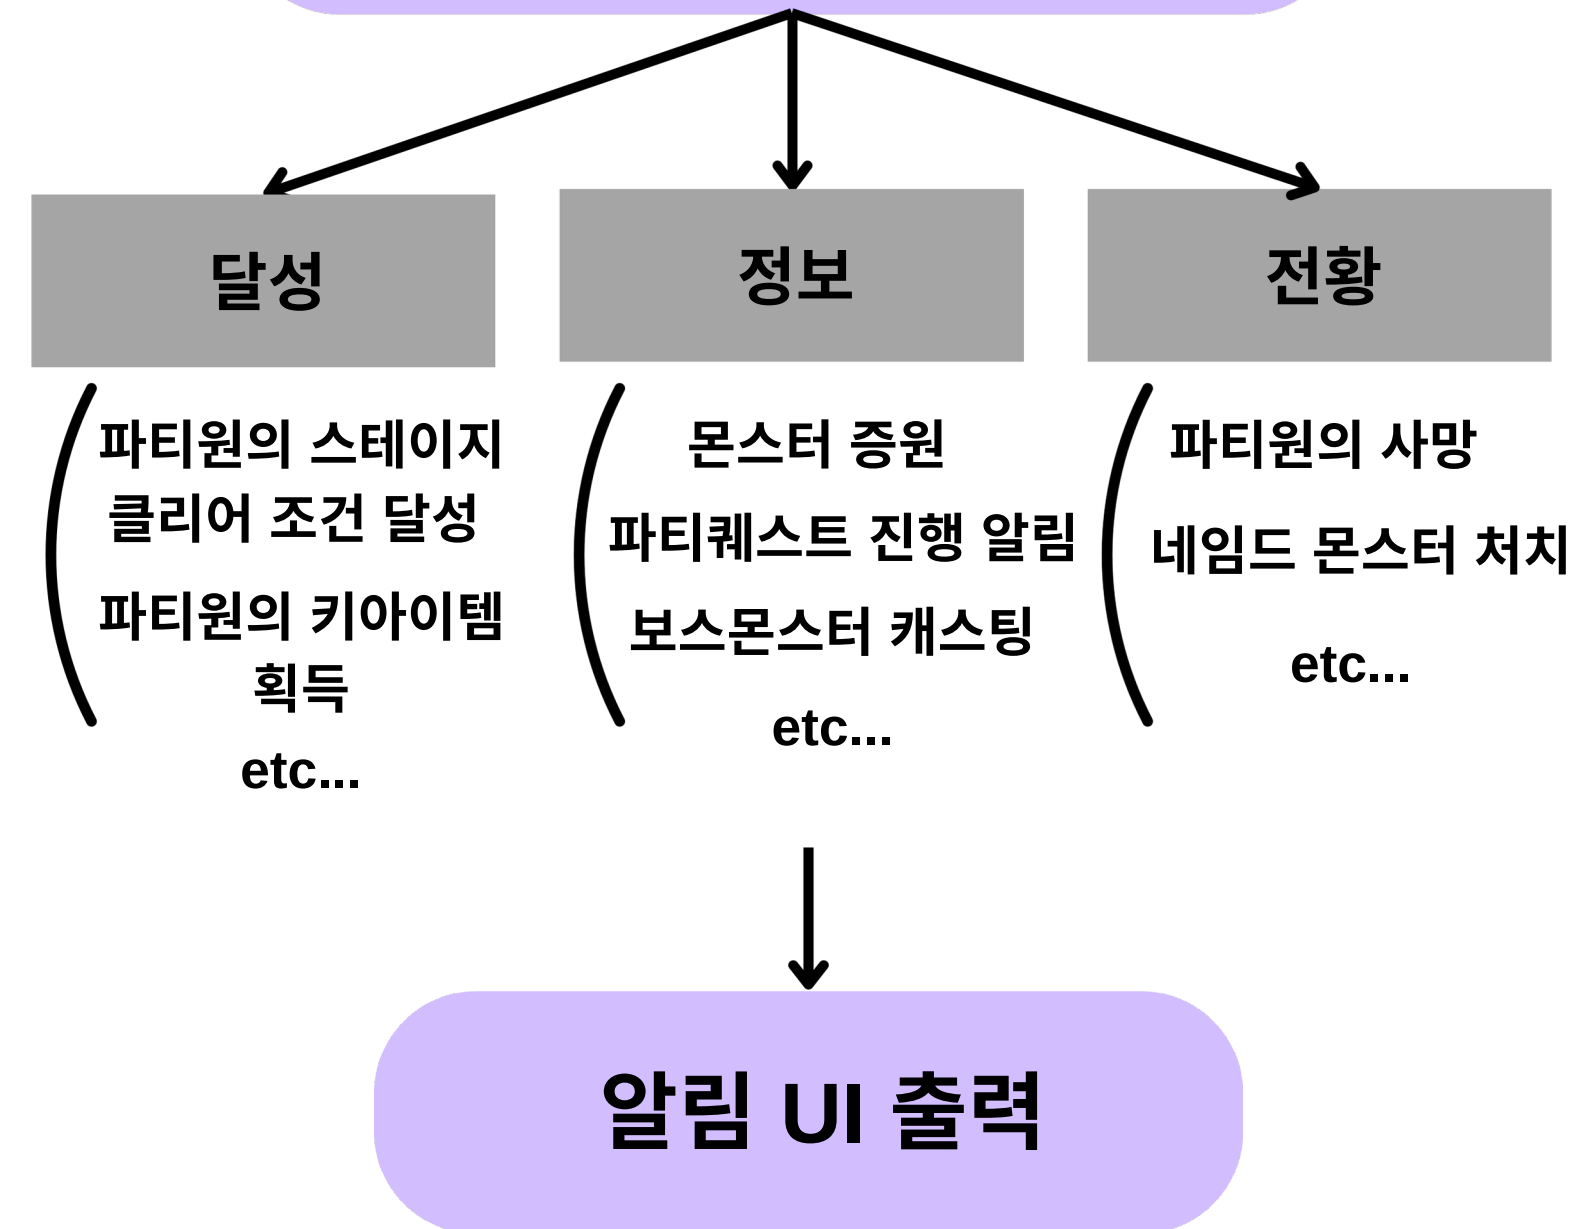 달성
정보
전황
파티원의 스테이지
클리어 조건 달성
파티원의 키아이템
획득
etc...
몬스터 증원
파티퀘스트 진행 알림
보스몬스터 캐스팅
etc...
파티원의 사망
네임드 몬스터 처치
etc...
알림 UI 출력